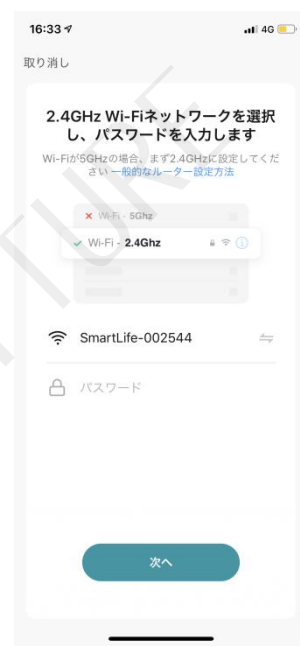 16:33 4G
取り消し
2.4GHz Wi-Fiネットワークを選択
し、パスワードを入力します
Wi-Fiが5GHzの場合、まず2.4GHzに設定してくだ
さい 一般的なルーター設定方法
Wi-Fi - 5Ghz
Wi-Fi - 2.4Ghz
SmartLife-002544
パスワード
次へ